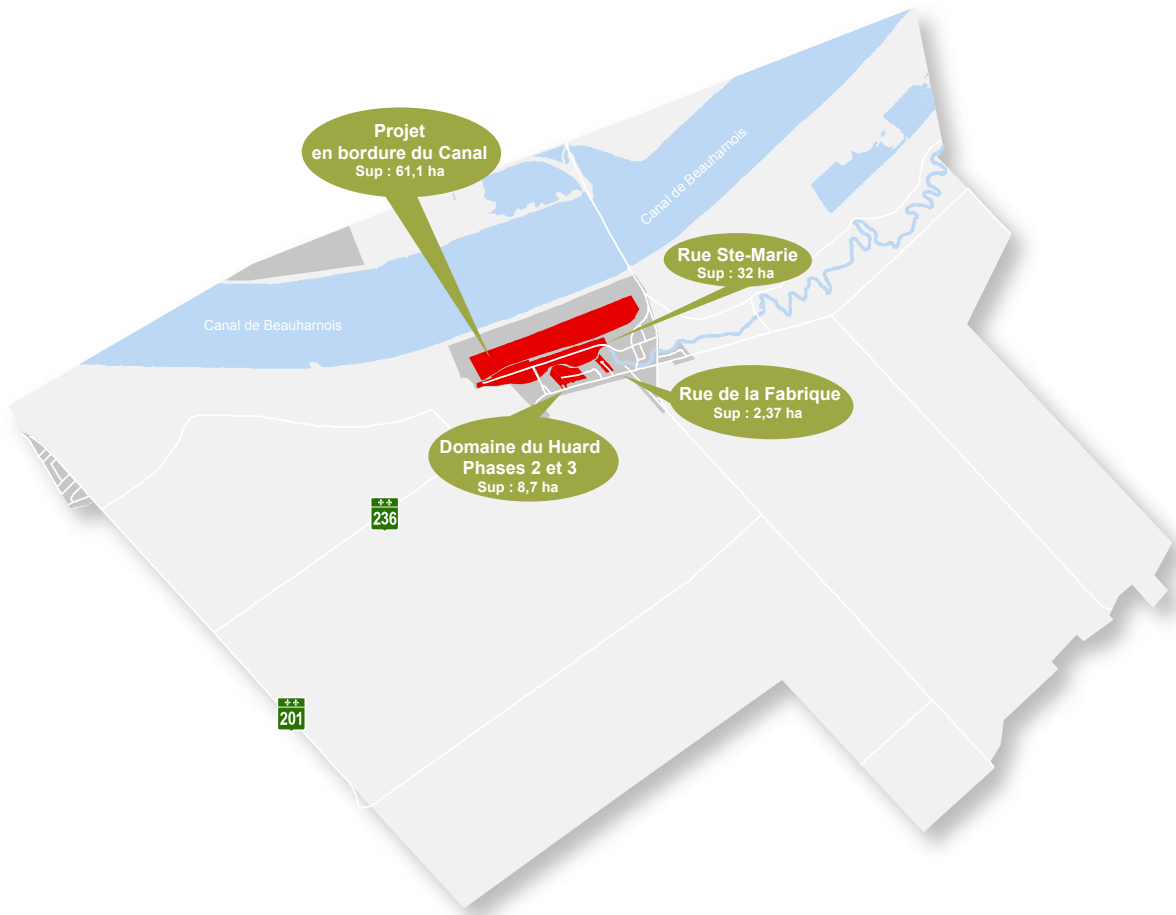 Projet
en bordure du Canal
Sup : 61,1 ha
Canal de Beauharnois
Rue Ste-Marie
Sup : 32 ha
Canal de Beauharnois
Rue de la Fabrique
Sup : 2,37 ha
Domaine du Huard
Phases 2 et 3
Sup : 8,7 ha
236
201